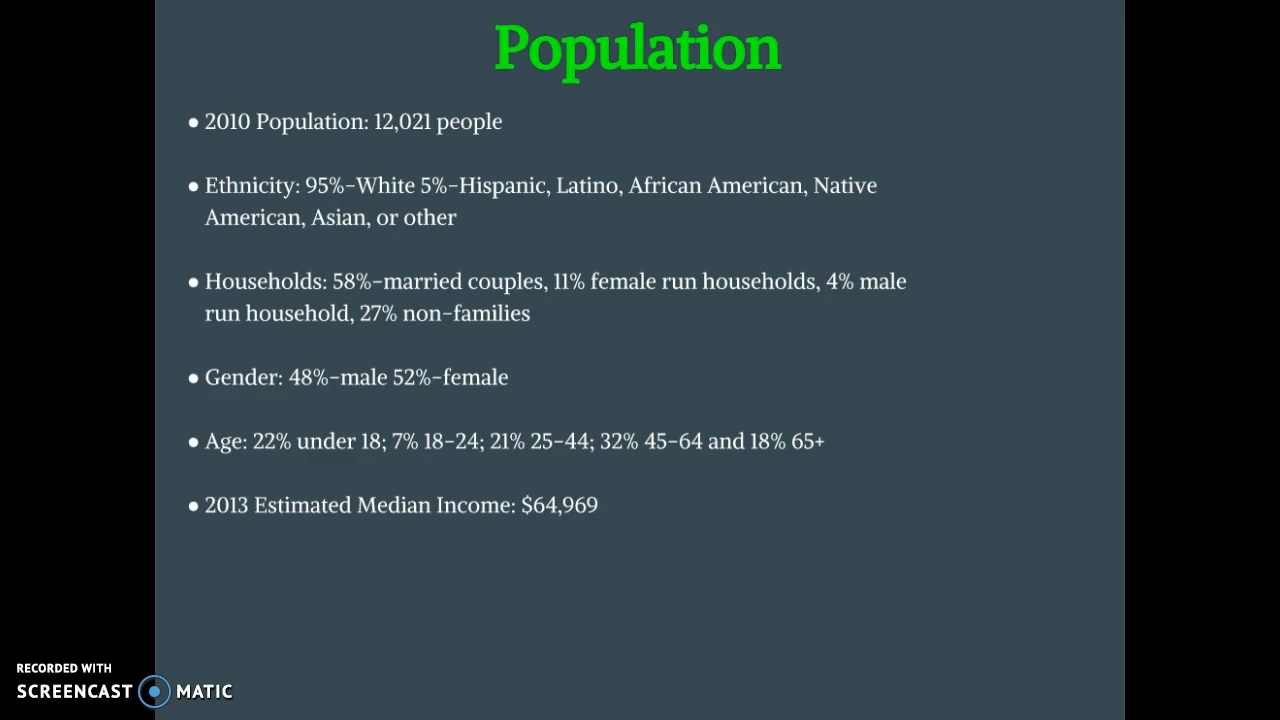 Population
● 2010 Population: 12,021 people
● Ethnicity: 95%-White 5%-Hispanic, Latino, African American, Native
American, Asian, or other
● Households: 58%-married couples, 11% female run households, 4% male
run household, 27% non-families
● Gender: 48%-male 52%-female
● Age: 22% under 18; 7% 18-24; 21% 25-44; 32% 45-64 and 18% 65+
● 2013 Estimated Median Income: $64,969
RECORDED WITH
SCREENCAST MATIC